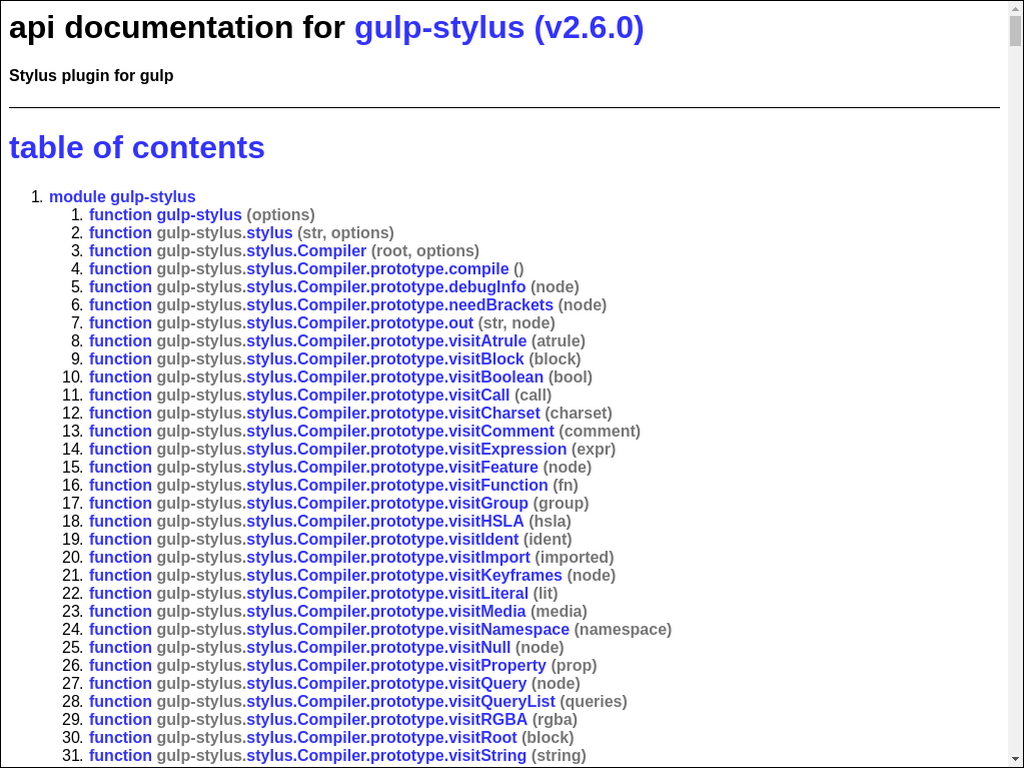 api documentation for gulp-stylus (v2.6.0)
Stylus plugin for gulp
table of contents
1. module gulp-stylus
1. function gulp-stylus (options)
2. function gulp-stylus.stylus (str, options)
3. function gulp-stylus.stylus.Compiler (root, options)
4. function gulp-stylus.stylus.Compiler.prototype.compile ()
5. function gulp-stylus.stylus.Compiler.prototype.debugInfo (node)
6. function gulp-stylus.stylus.Compiler.prototype.needBrackets (node)
7. function gulp-stylus.stylus.Compiler.prototype.out (str, node)
8. function gulp-stylus.stylus.Compiler.prototype.visitAtrule (atrule)
9. function gulp-stylus.stylus.Compiler.prototype.visitBlock (block)
10. function gulp-stylus.stylus.Compiler.prototype.visitBoolean (bool)
11. function gulp-stylus.stylus.Compiler.prototype.visitCall (call)
12. function gulp-stylus.stylus.Compiler.prototype.visitCharset (charset)
13. function gulp-stylus.stylus.Compiler.prototype.visitComment (comment)
14. function gulp-stylus.stylus.Compiler.prototype.visitExpression (expr)
15. function gulp-stylus.stylus.Compiler.prototype.visitFeature (node)
16. function gulp-stylus.stylus.Compiler.prototype.visitFunction (fn)
17. function gulp-stylus.stylus.Compiler.prototype.visitGroup (group)
18. function gulp-stylus.stylus.Compiler.prototype.visitHSLA (hsla)
19. function gulp-stylus.stylus.Compiler.prototype.visitIdent (ident)
20. function gulp-stylus.stylus.Compiler.prototype.visitImport (imported)
21. function gulp-stylus.stylus.Compiler.prototype.visitKeyframes (node)
22. function gulp-stylus.stylus.Compiler.prototype.visitLiteral (lit)
23. function gulp-stylus.stylus.Compiler.prototype.visitMedia (media)
24. function gulp-stylus.stylus.Compiler.prototype.visitNamespace (namespace)
25. function gulp-stylus.stylus.Compiler.prototype.visitNull (node)
26. function gulp-stylus.stylus.Compiler.prototype.visitProperty (prop)
27. function gulp-stylus.stylus.Compiler.prototype.visitQuery (node)
28. function gulp-stylus.stylus.Compiler.prototype.visitQueryList (queries)
29. function gulp-stylus.stylus.Compiler.prototype.visitRGBA (rgba)
30. function gulp-stylus.stylus.Compiler.prototype.visitRoot (block)
31. function gulp-stylus.stylus.Compiler.prototype.visitString (string)